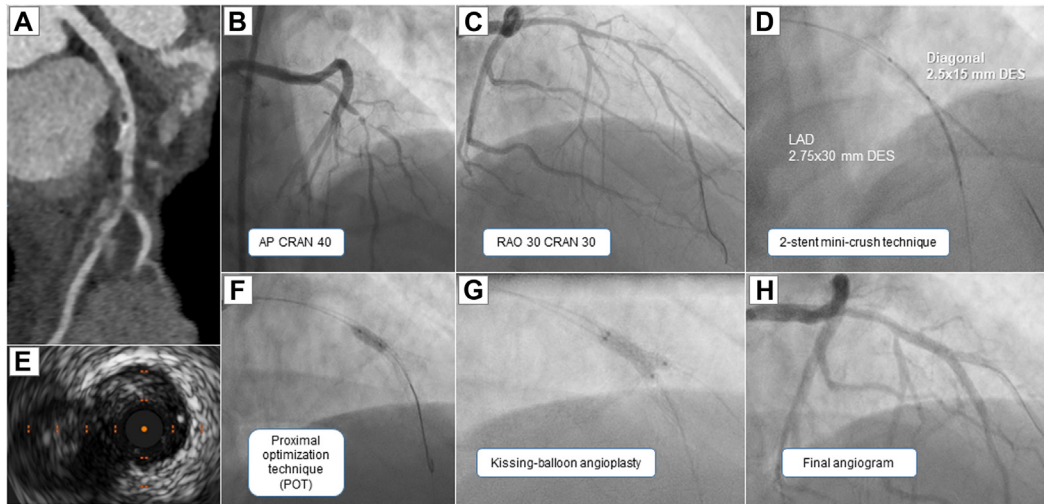 A
B
AP CRAN 40
C
RAO 30 CRAN 30
D
Diagonal
2.5x15 mm DES
LAD
2.75x30 mm DES
2-stent mini-crush technique
E
F
Proximal
optimization
technique
(POT)
G
Kissing-balloon angioplasty
H
Final angiogram